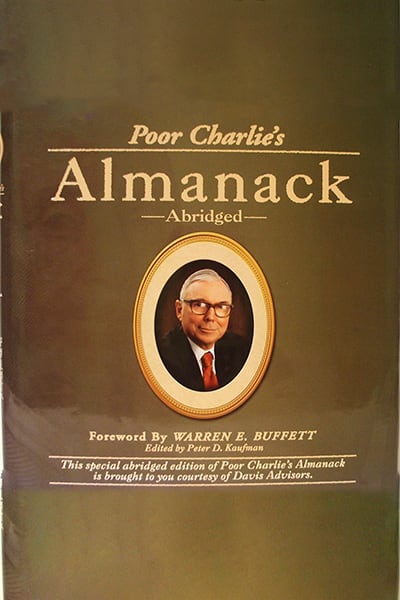 Poor Charlie's
Almanack
—Abridged—
Foreword By WARREN E. BUFFETT
Edited by Peter D. Kaufman
This special abridged edition of Poor Charlie's Almanack
is brought to you courtesy of Davis Advisors.